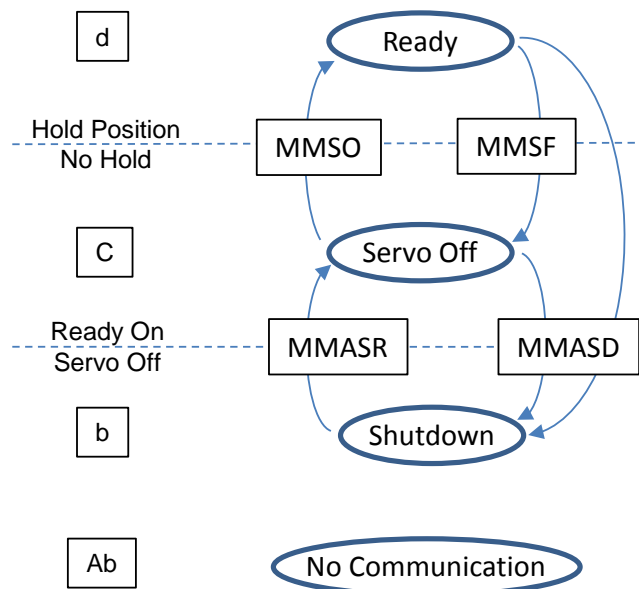 d
Ready
Hold Position
No Hold
MMSO
MMSF
C
Servo Off
Ready On
Servo Off
MMASR
MMASD
b
Shutdown
Ab
No Communication